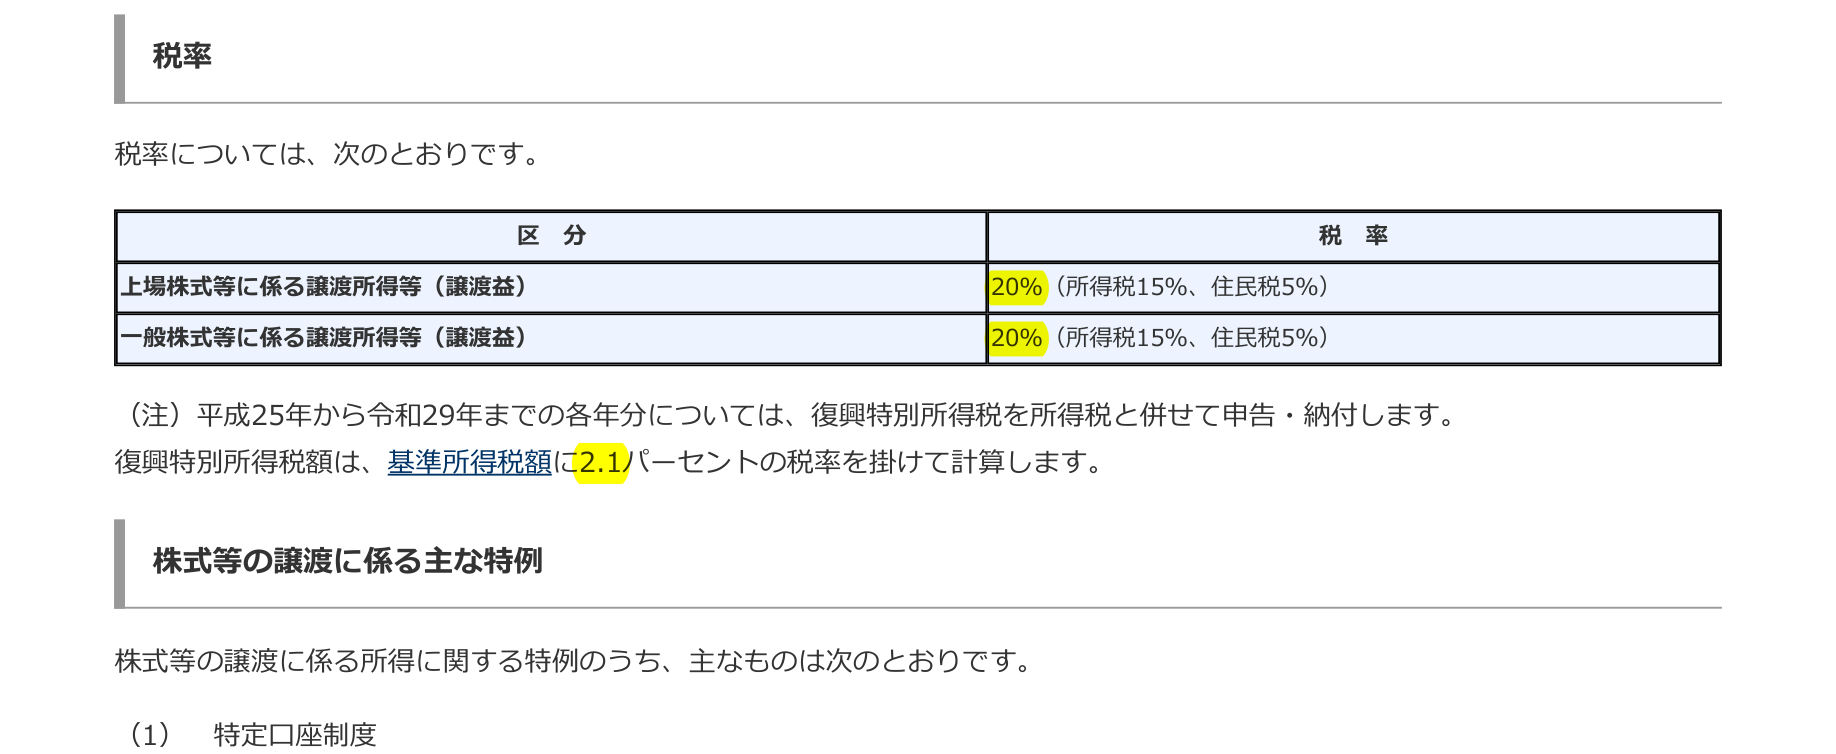 税率
税率については、次のとおりです。
区　分　税　率
上場株式等に係る譲渡所得等（譲渡益）　20%（所得税15%、住民税5%）
一般株式等に係る譲渡所得等（譲渡益）　20%（所得税15%、住民税5%）
（注）平成25年から令和29年までの各年分については、復興特別所得税を所得税と併せて申告・納付します。
復興特別所得税額は、基準所得税額に2.1パーセントの税率を掛けて計算します。
株式等の譲渡に係る主な特例
株式等の譲渡に係る所得に関する特例のうち、主なものは次のとおりです。
（1）　特定口座制度